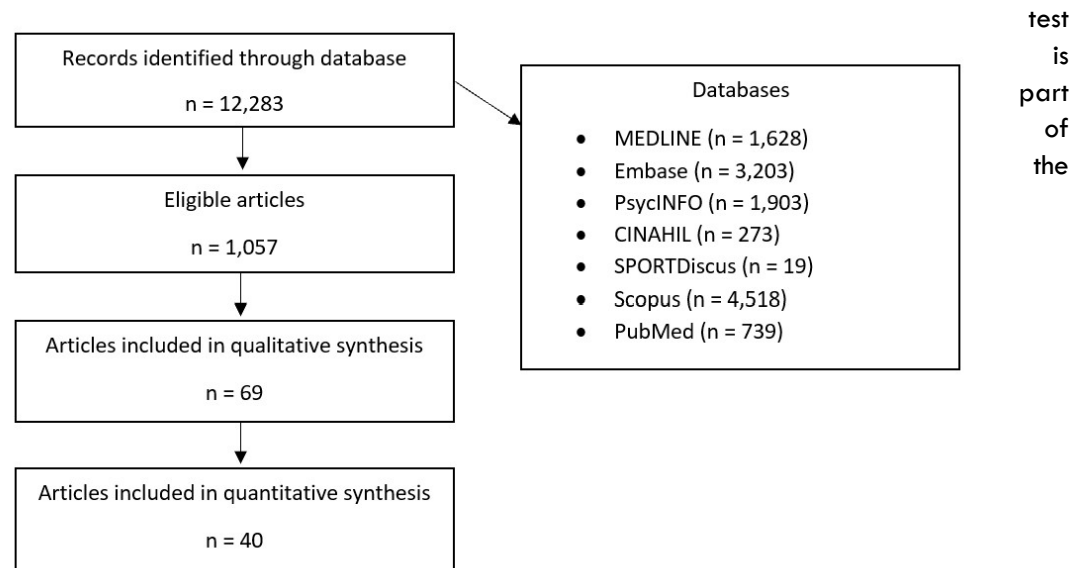 Records identified through database
n = 12,283
Eligible articles
n = 1,057
Articles included in qualitative synthesis
n = 69
Articles included in quantitative synthesis
n = 40
Databases
• MEDLINE (n = 1,628)
• Embase (n = 3,203)
• PsycINFO (n = 1,903)
• CINAHIL (n = 273)
• SPORTDiscus (n = 19)
• Scopus (n = 4,518)
• PubMed (n = 739)
test
is
part
of
the